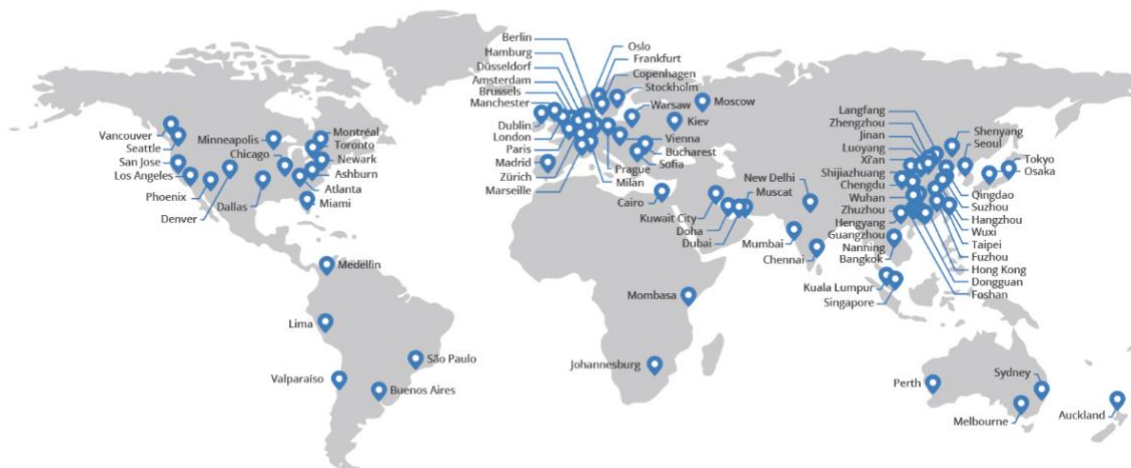 Vancouver
Seattle
San Jose
Los Angeles
Phoenix
Denver
Minneapolis
Chicago
Dallas
Montréal
Toronto
Newark
Ashburn
Atlanta
Miami
Medellín
Lima
Valparaíso
São Paulo
Buenos Aires
Berlin
Hamburg
Düsseldorf
Amsterdam
Brussels
Manchester
Dublin
London
Paris
Madrid
Zürich
Marseille
Oslo
Frankfurt
Copenhagen
Stockholm
Warsaw
Moscow
Kiev
Vienna
Bucharest
Sofia
Prague
Milan
Cairo
Kuwait City
Doha
Dubai
Muscat
New Delhi
Mumbai
Chennai
Mombasa
Johannesburg
Langfang
Zhengzhou
Jinan
Luoyang
Xi'an
Shijiazhuang
Chengdu
Wuhan
Zhuzhou
Hengyang
Guangzhou
Nanning
Bangkok
Kuala Lumpur
Singapore
Shenyang
Seoul
Tokyo
Osaka
Qingdao
Suzhou
Hangzhou
Wuxi
Taipei
Fuzhou
Hong Kong
Dongguan
Foshan
Perth
Sydney
Melbourne
Auckland